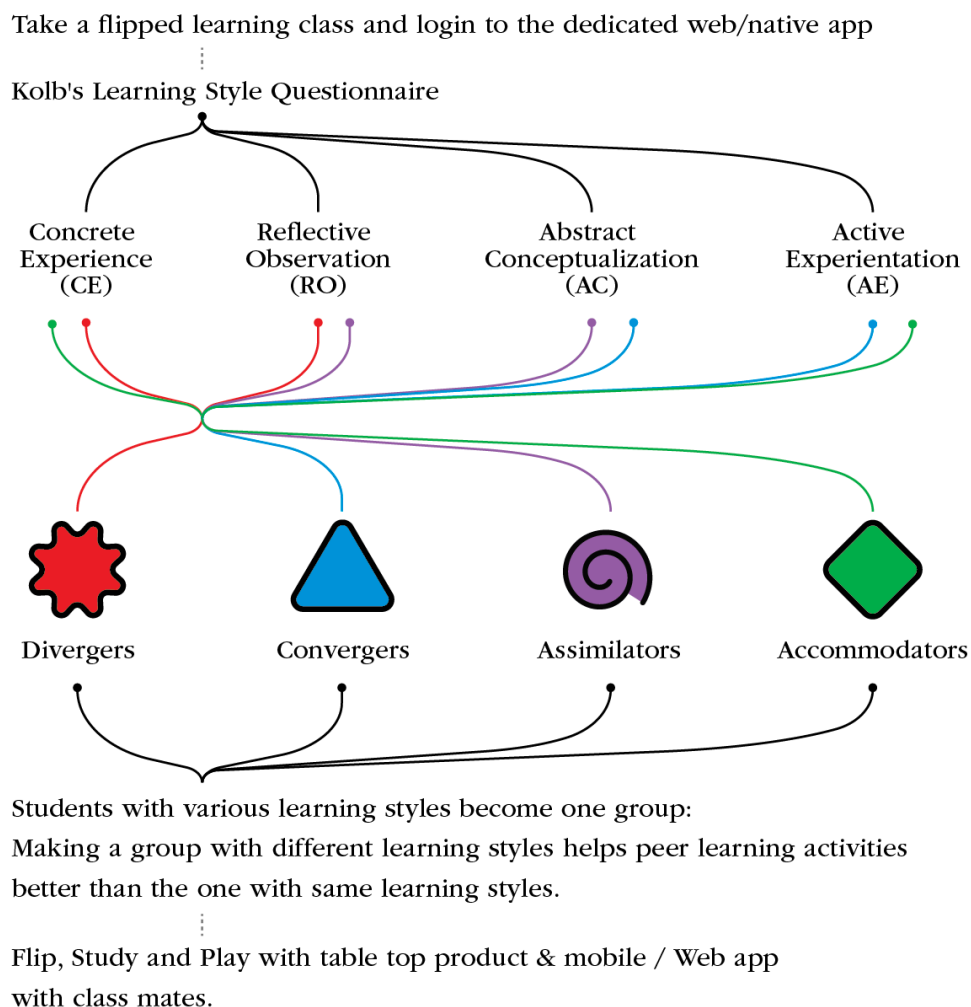 Take a flipped learning class and login to the dedicated web/native app
Kolb's Learning Style Questionnaire
Concrete
Experience
(CE)
Reflective
Observation
(RO)
Abstract
Conceptualization
(AC)
Active
Experientation
(AE)
Divergers
Convergers
Assimilators
Accommodators
Students with various learning styles become one group:
Making a group with different learning styles helps peer learning activities
better than the one with same learning styles.
Flip, Study and Play with table top product & mobile / Web app
with class mates.